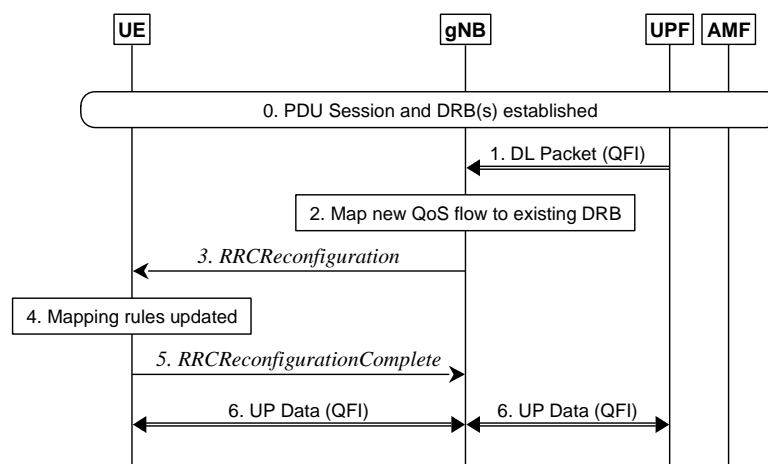 UE gNB UPF AMF
0. PDU Session and DRB(s) established
1. DL Packet (QFI)
2. Map new QoS flow to existing DRB
3. RRCReconfiguration
4. Mapping rules updated
5. RRCReconfigurationComplete
6. UP Data (QFI) 6. UP Data (QFI)